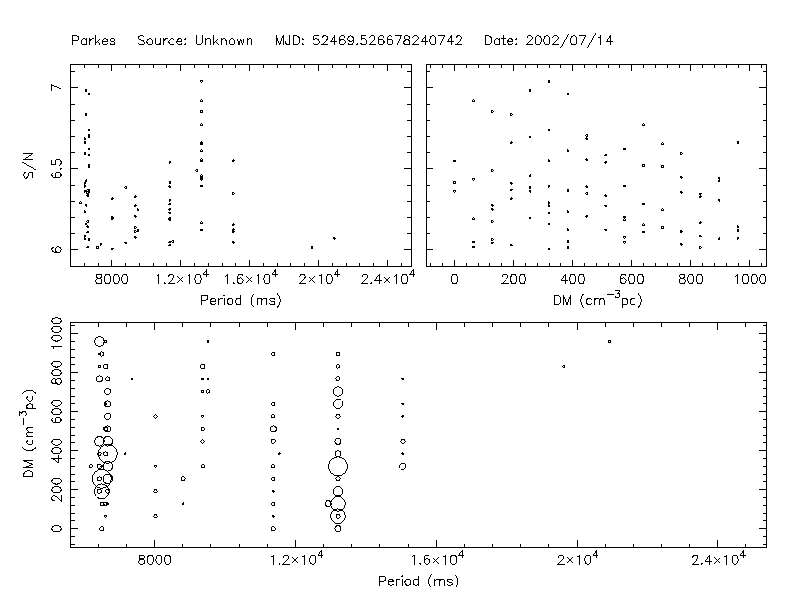 Parkes Source: Unknown MJD: 52469.526678240742 Date: 2002/07/14
S/N
7
6.5
6
8000 1.2×10⁴ 1.6×10⁴ 2×10⁴ 2.4×10⁴
Period (ms)
0 200 400 600 800 1000
DM (cm⁻³pc)
DM (cm⁻³pc)
1000
800
600
400
200
0
8000 1.2×10⁴ 1.6×10⁴ 2×10⁴ 2.4×10⁴
Period (ms)